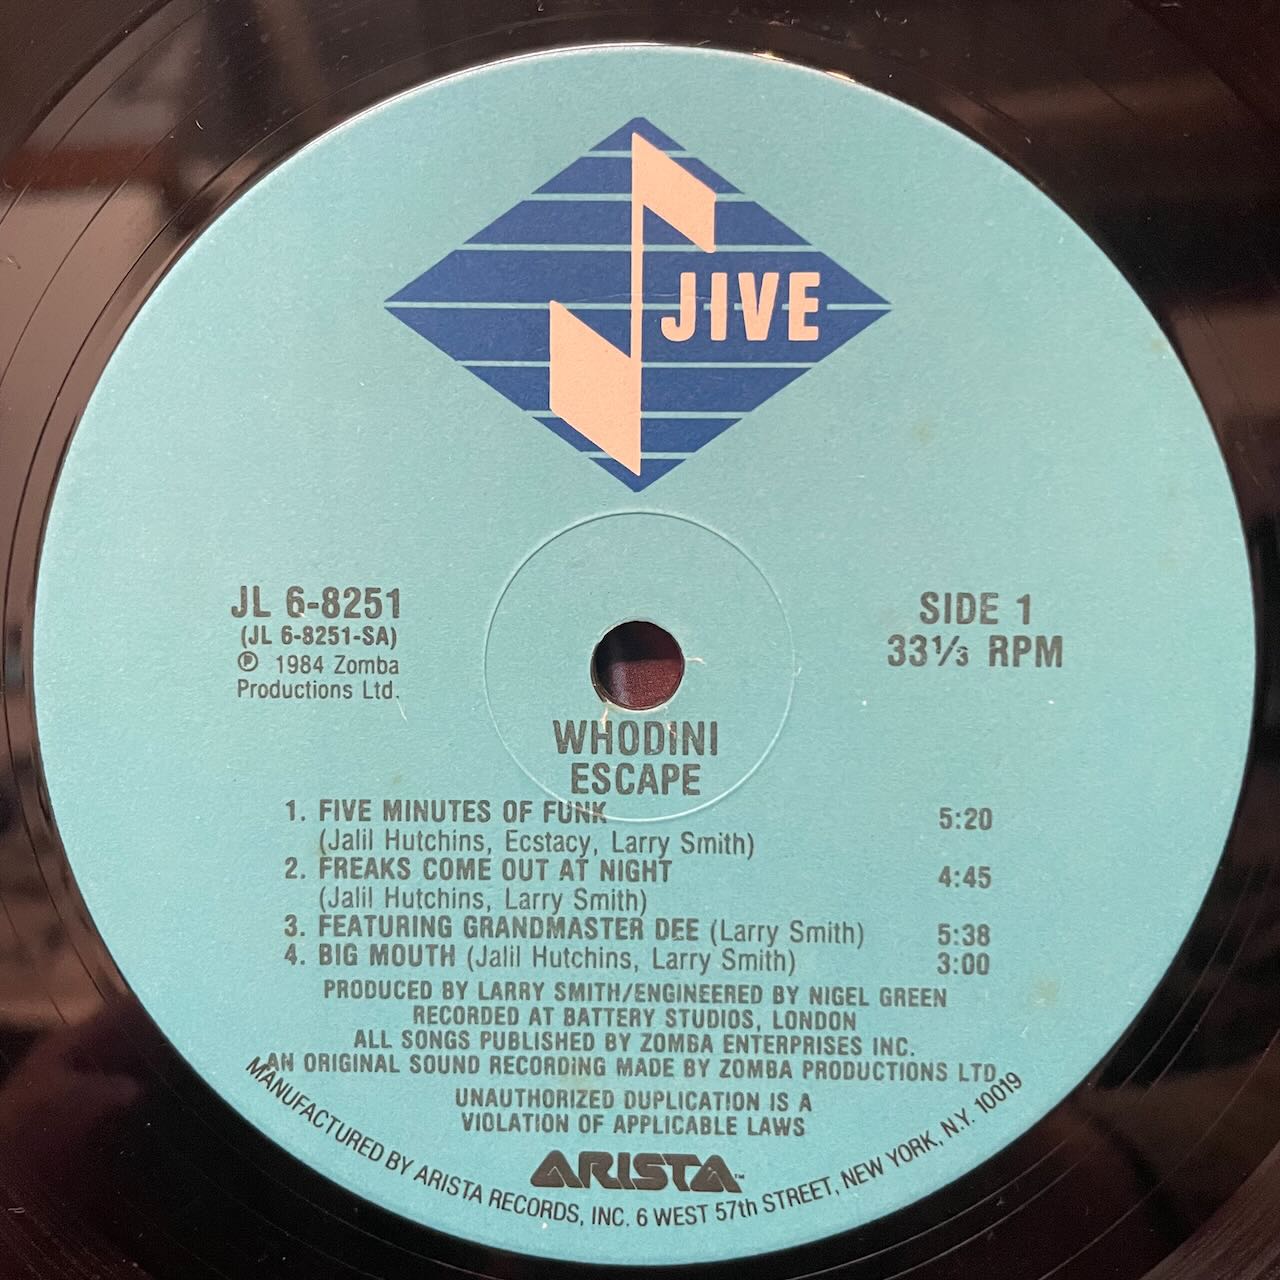 JIVE
JL 6-8251
(JL 6-8251-SA)
℗ 1984 Zomba
Productions Ltd.
SIDE 1
33⅓ RPM
WHODINI
ESCAPE
1. FIVE MINUTES OF FUNK 5:20
(Jalil Hutchins, Ecstacy, Larry Smith)
2. FREAKS COME OUT AT NIGHT 4:45
(Jalil Hutchins, Larry Smith)
3. FEATURING GRANDMASTER DEE (Larry Smith) 5:38
4. BIG MOUTH (Jalil Hutchins, Larry Smith) 3:00
PRODUCED BY LARRY SMITH/ENGINEERED BY NIGEL GREEN
RECORDED AT BATTERY STUDIOS, LONDON
ALL SONGS PUBLISHED BY ZOMBA ENTERPRISES INC.
AN ORIGINAL SOUND RECORDING MADE BY ZOMBA PRODUCTIONS LTD.
UNAUTHORIZED DUPLICATION IS A
VIOLATION OF APPLICABLE LAWS
ARISTA™
MANUFACTURED BY ARISTA RECORDS, INC. 6 WEST 57th STREET, NEW YORK, N.Y. 10019